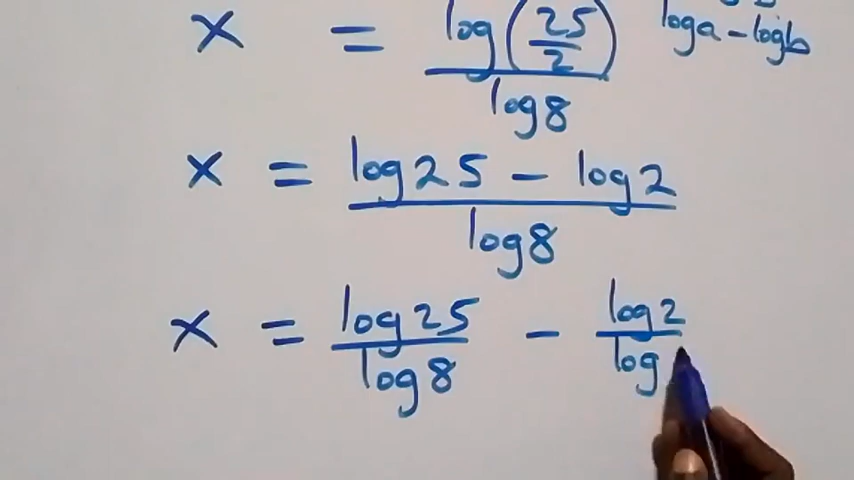 x = log(25/2)/log8 loga - logb
x = (log25 - log2)/log8
x = log25/log8 - log2/log